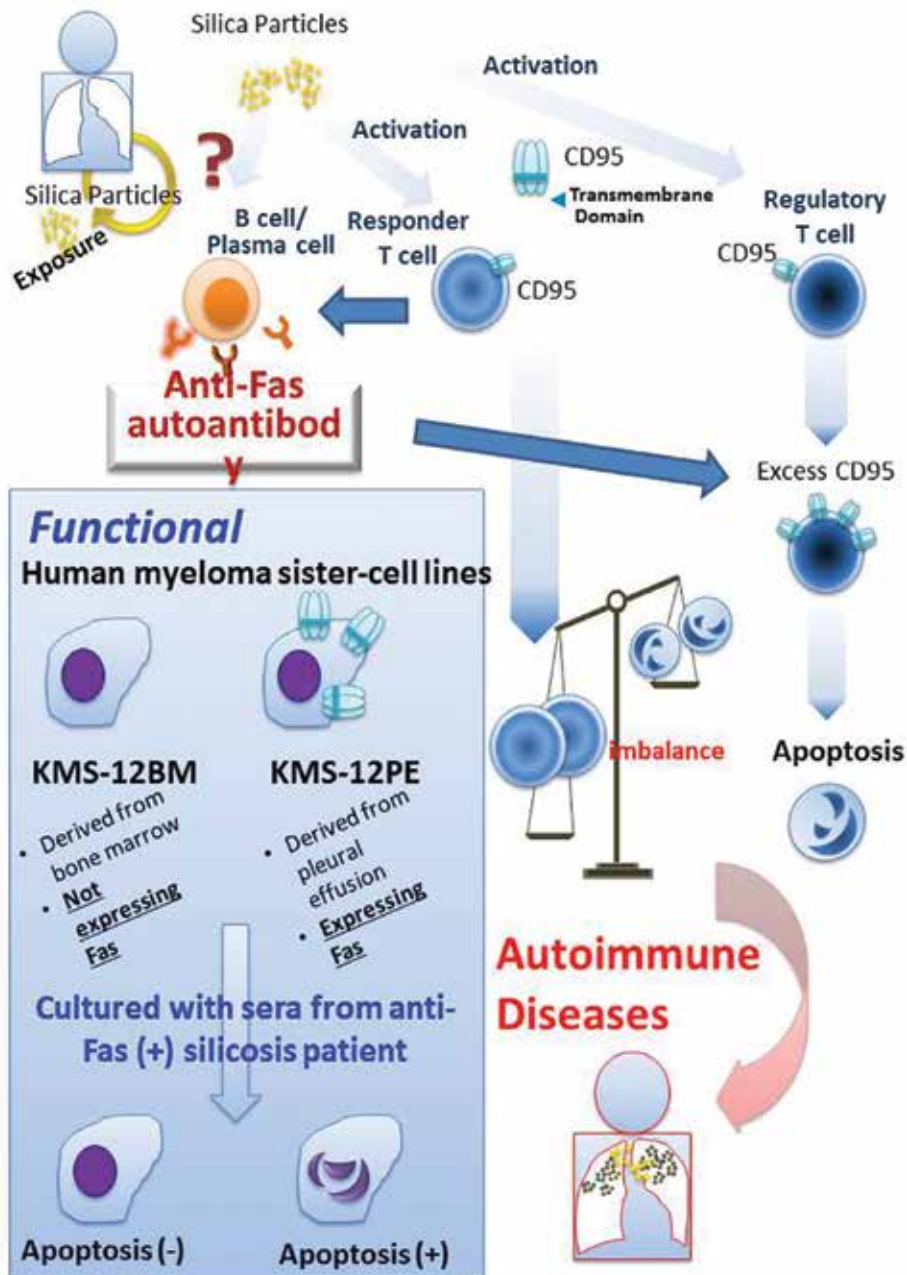 Silica Particles
Activation
?
Activation
CD95
Transmembrane
Domain
Silica Particles
Exposure
B cell/
Plasma cell
Responder
T cell
CD95
Regulatory
T cell
CD95
Anti-Fas
autoantibod
y
Excess CD95
Functional
Human myeloma sister-cell lines
KMS-12BM
KMS-12PE
• Derived from
bone marrow
• Not
expressing
Fas
• Derived from
pleural
effusion
• Expressing
Fas
Cultured with sera from anti-
Fas (+) silicosis patient
Apoptosis (-)
Apoptosis (+)
imbalance
Apoptosis
Autoimmune
Diseases